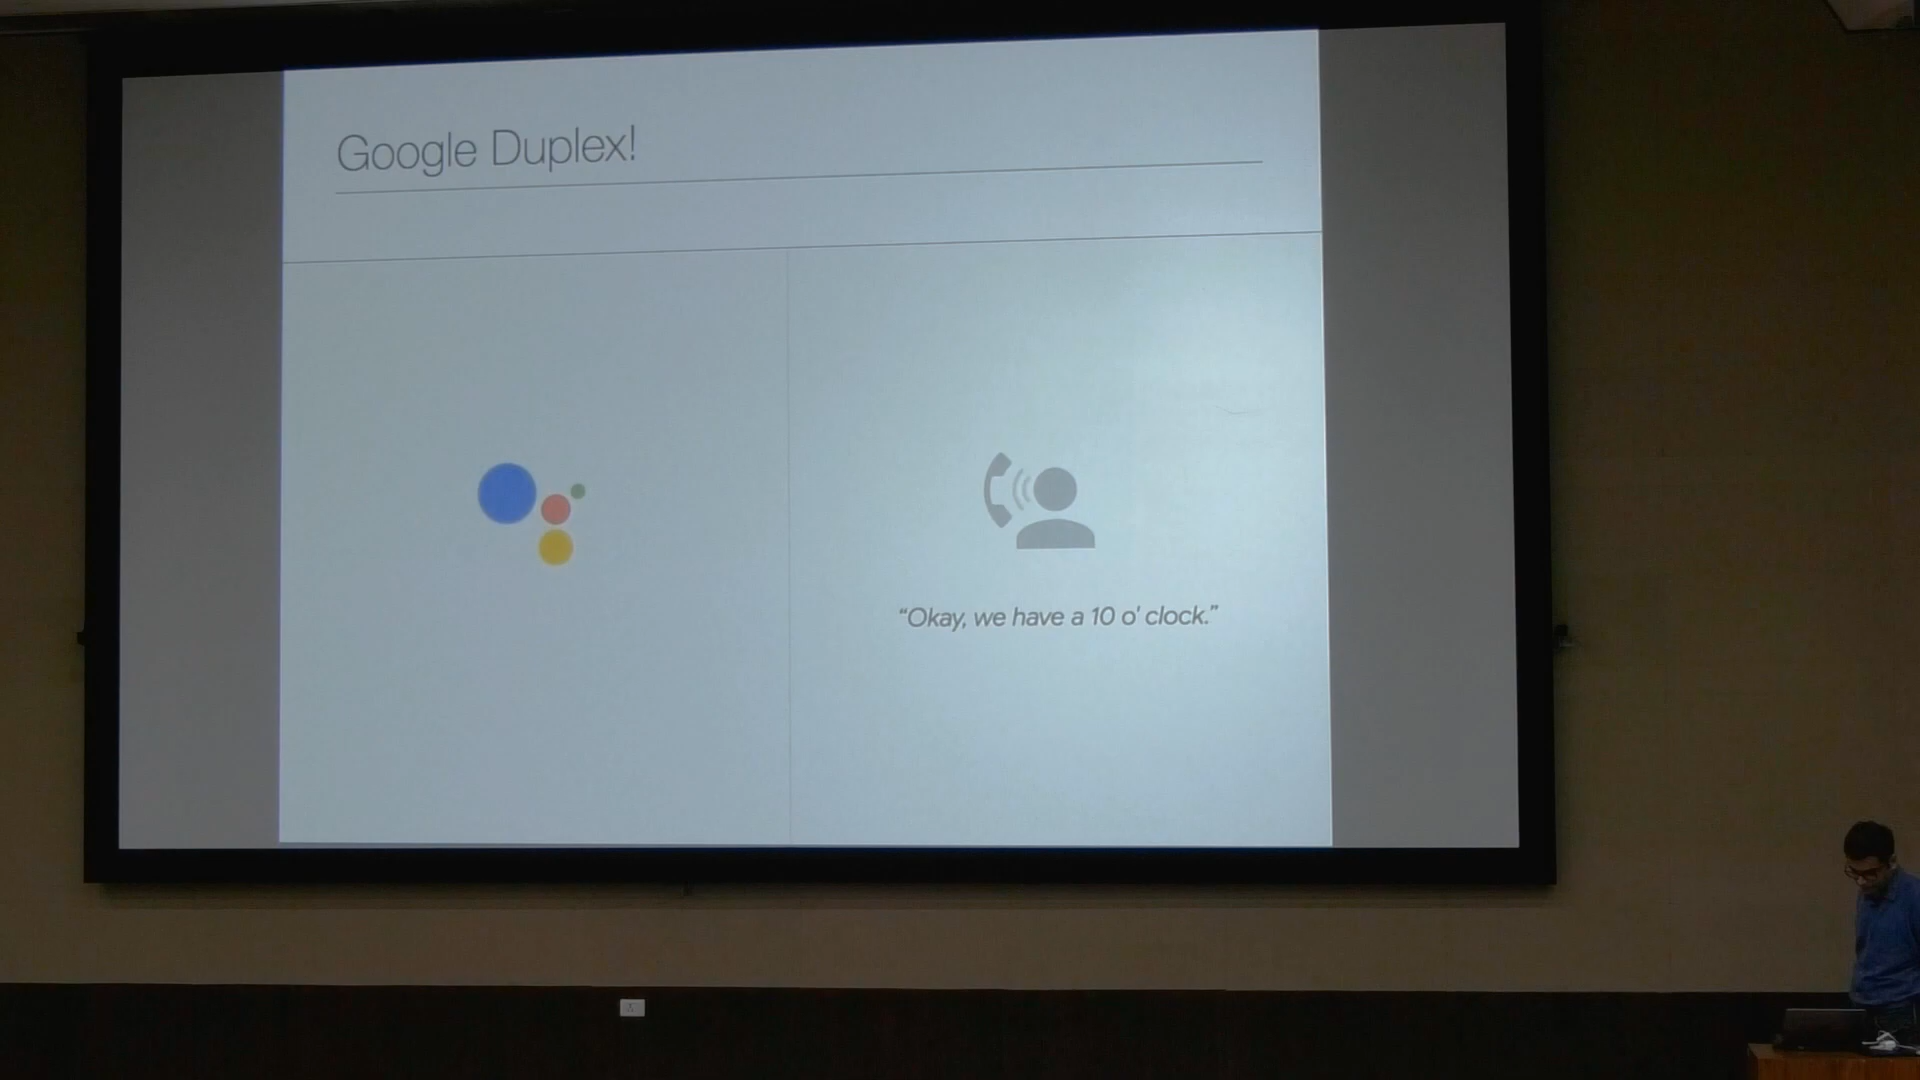 Google Duplex!
“Okay, we have a 10 o' clock.”